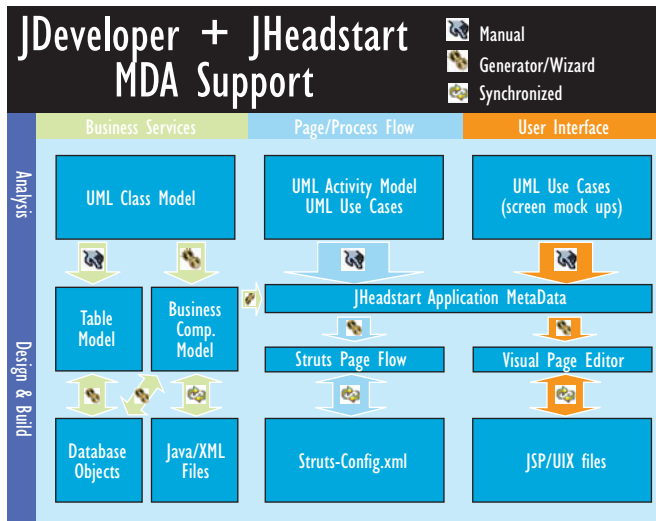 JDeveloper + JHeadstart
MDA Support
Manual
Generator/Wizard
Synchronized
Business Services
Page/Process Flow
User Interface
Analysis
UML Class Model
UML Activity Model
UML Use Cases
UML Use Cases
(screen mock ups)
Design & Build
Table
Model
Business
Comp.
Model
JHeadstart Application MetaData
Struts Page Flow
Visual Page Editor
Database
Objects
Java/XML
Files
Struts-Config.xml
JSP/UIX files